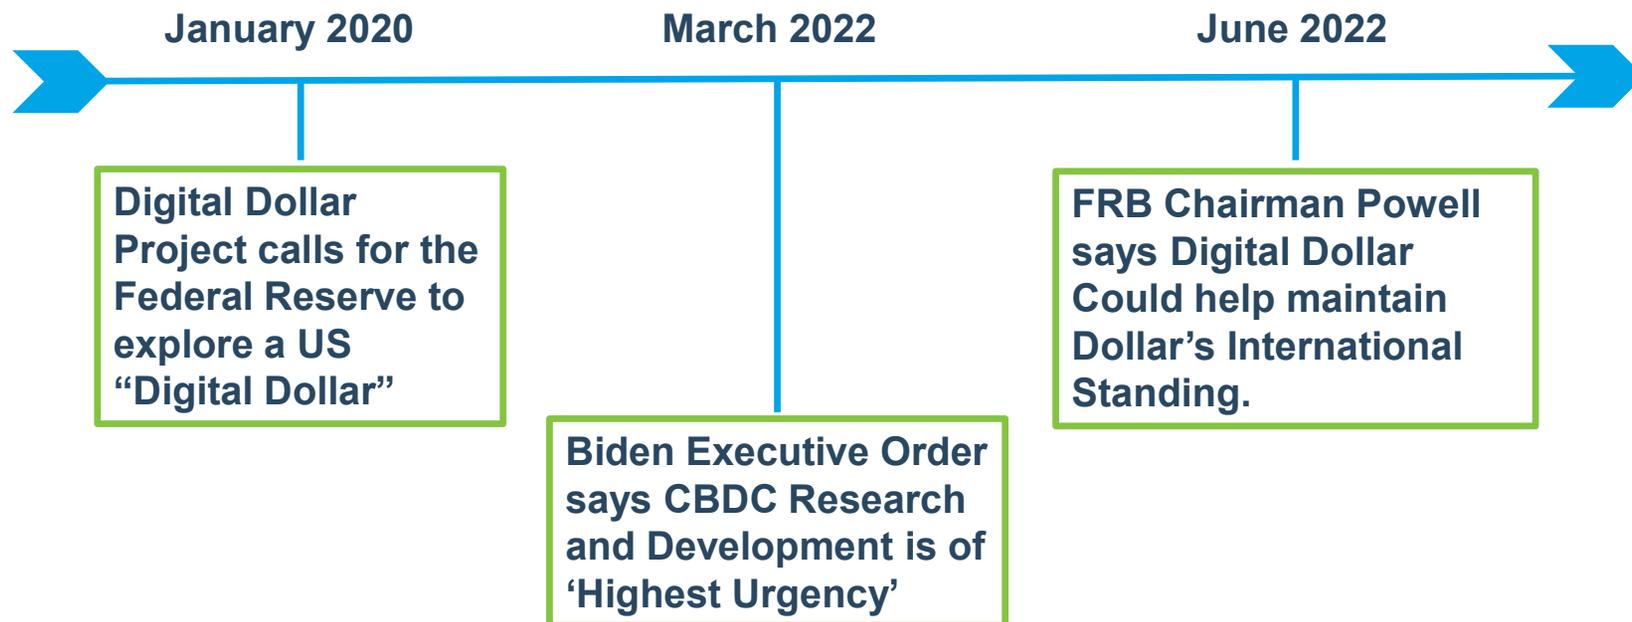 January 2020
March 2022
June 2022
Digital Dollar
Project calls for the
Federal Reserve to
explore a US
“Digital Dollar”
Biden Executive Order
says CBDC Research
and Development is of
‘Highest Urgency’
FRB Chairman Powell
says Digital Dollar
Could help maintain
Dollar’s International
Standing.